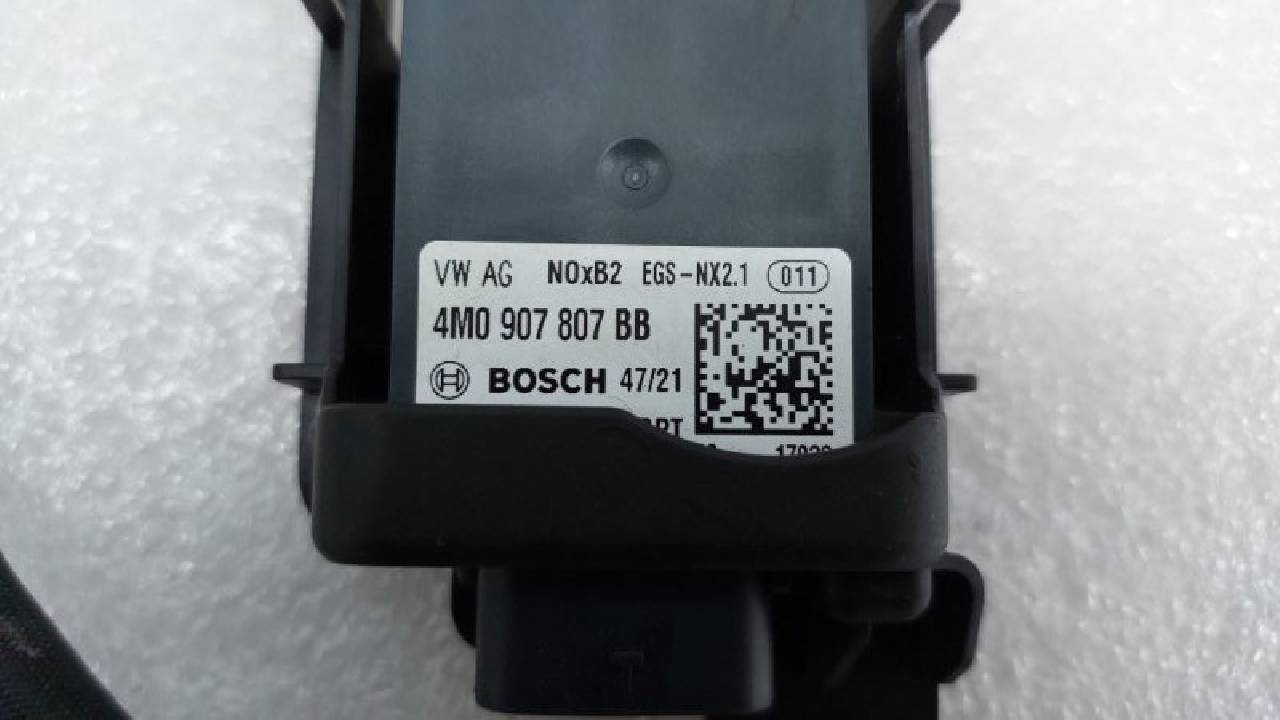 VW AG NOxB2 EGS-NX2.1 011
4M0 907 807 BB
BOSCH 47/21